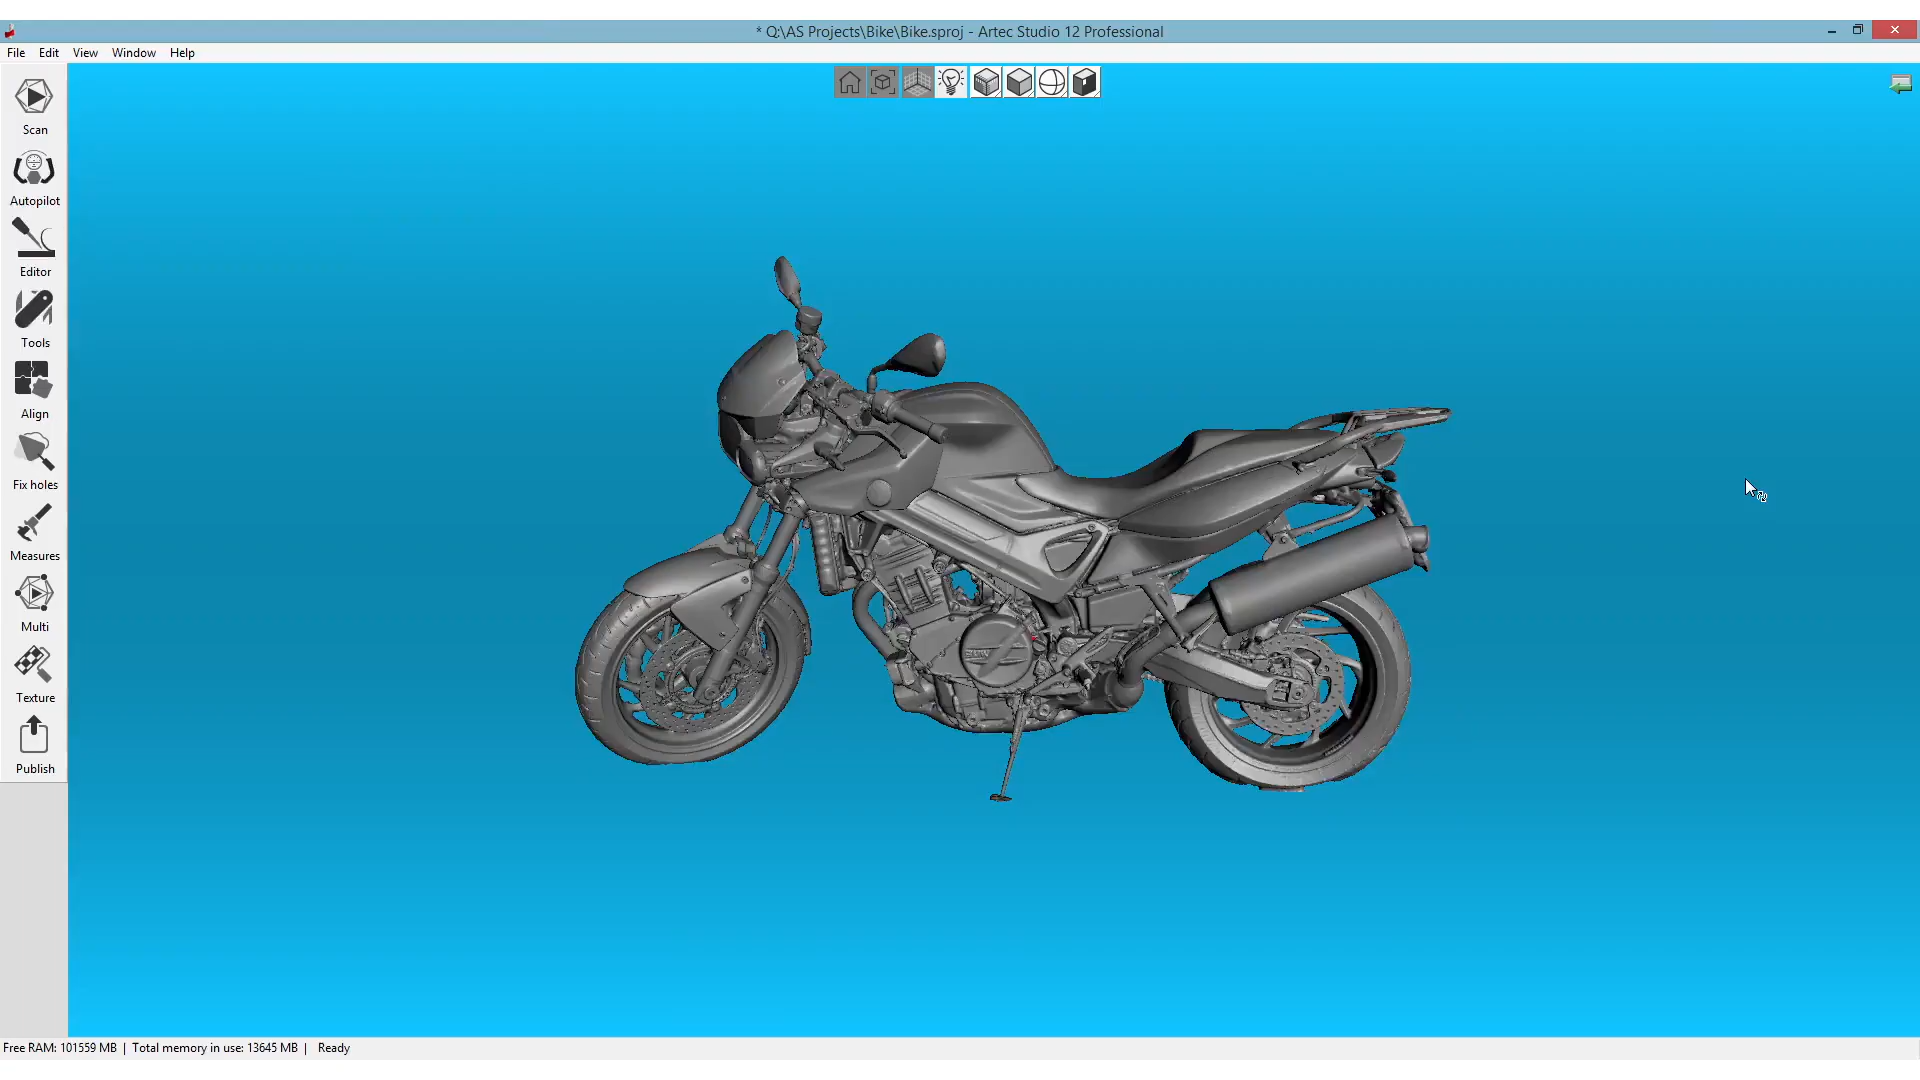 * Q:\AS Projects\Bike\Bike.sproj - Artec Studio 12 Professional
File Edit View Window Help
Scan
Autopilot
Editor
Tools
Align
Fix holes
Measures
Multi
Texture
Publish
Free RAM: 101559 MB | Total memory in use: 13645 MB | Ready